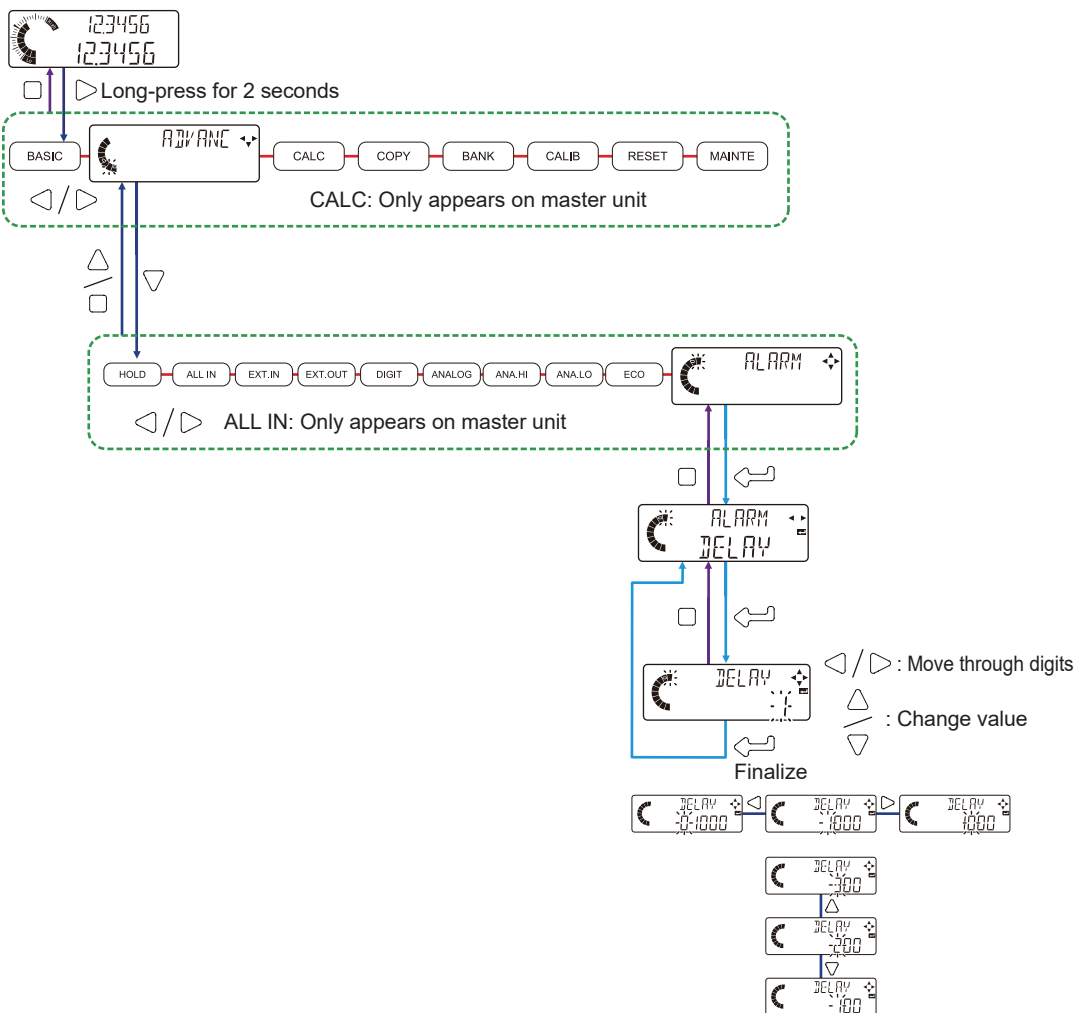 12.3456
12.3456
Long-press for 2 seconds
BASIC ADVANC CALC COPY BANK CALIB RESET MAINTE
CALC: Only appears on master unit
HOLD ALL IN EXT.IN EXT.OUT DIGIT ANALOG ANA.HI ANA.LO ECO ALARM
ALL IN: Only appears on master unit
ALARM
DELAY
DELAY
-1
: Move through digits
: Change value
Finalize
DELAY DELAY DELAY
-0-1000 -1000 1000
DELAY
-300
DELAY
-200
DELAY
-100